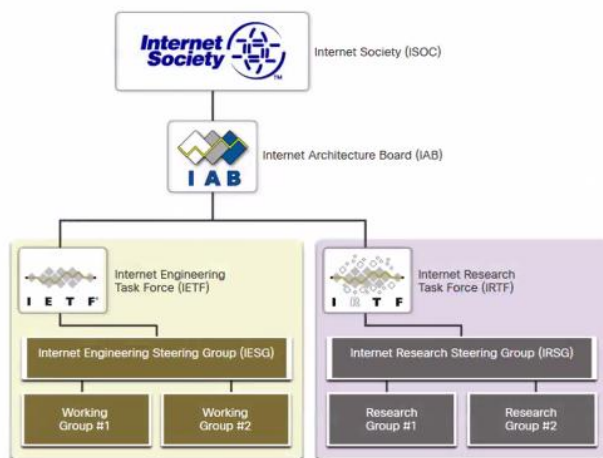 Internet
Society
TM
Internet Society (ISOC)
IAB
Internet Architecture Board (IAB)
IETF®
Internet Engineering
Task Force (IETF)
IRTF
Internet Research
Task Force (IRTF)
Internet Engineering Steering Group (IESG)
Internet Research Steering Group (IRSG)
Working
Group #1
Working
Group #2
Research
Group #1
Research
Group #2